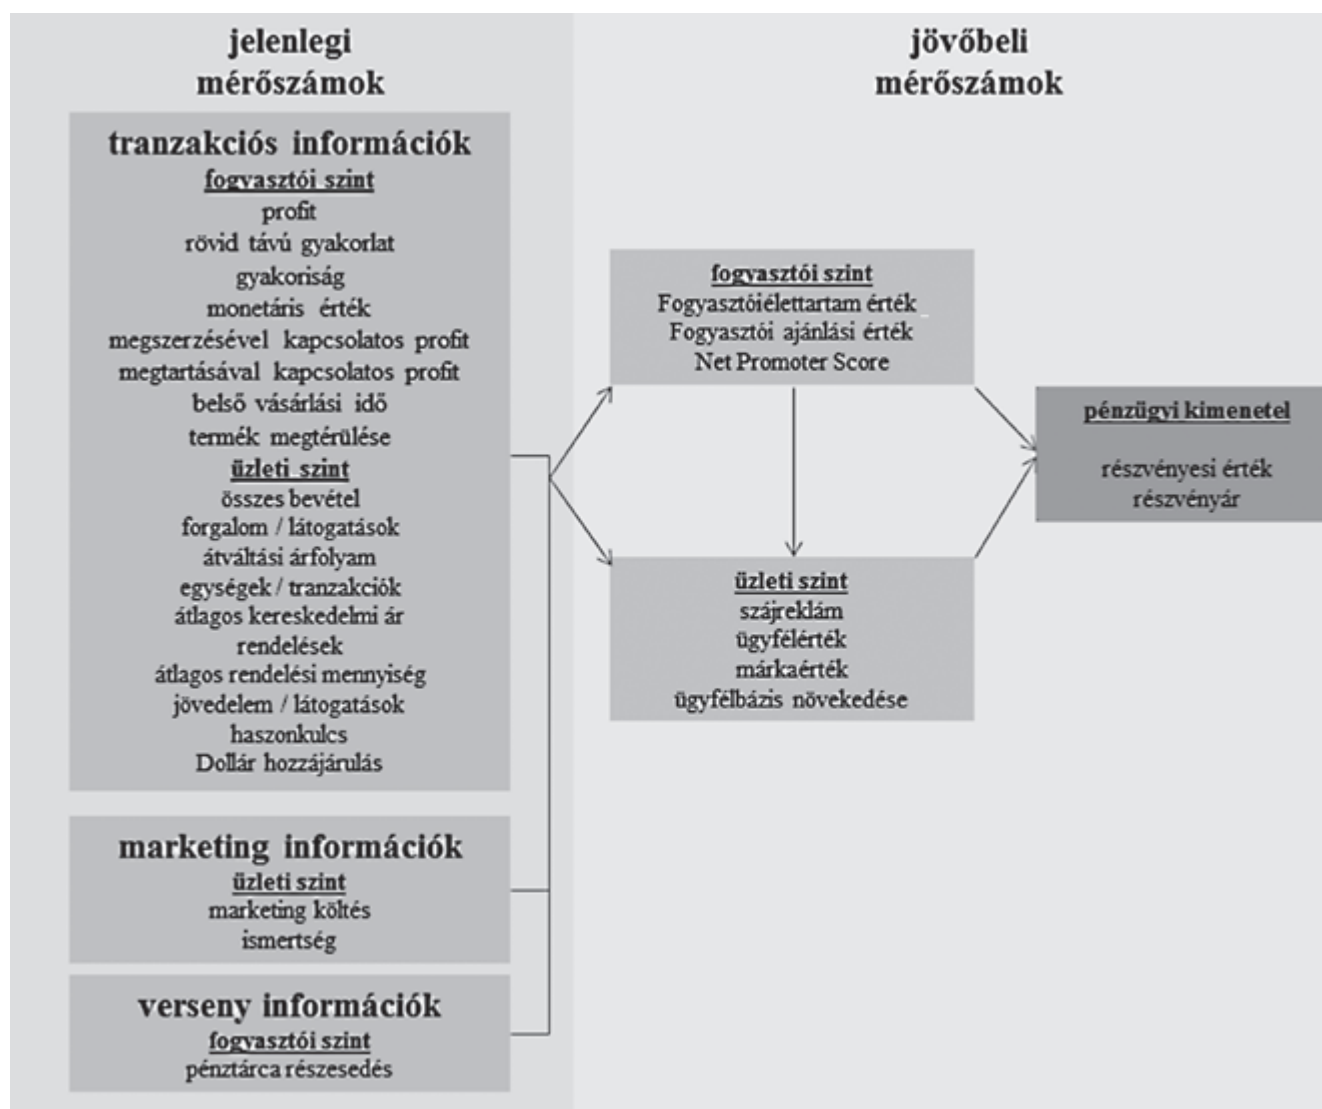 jelenlegi
mérőszámok
tranzakciós információk
fogyasztói szint
profit
rövid távú gyakorlat
gyakoriság
monetáris érték
megszerzésével kapcsolatos profit
megtartásával kapcsolatos profit
belső vásárlási idő
termék megtérülése
üzleti szint
összes bevétel
forgalom / látogatások
átváltási árfolyam
egységek / tranzakciók
átlagos kereskedelmi ár
rendelések
átlagos rendelési mennyiség
jövedelem / látogatások
haszonkulcs
Dollár hozzájárulás
marketing információk
üzleti szint
marketing költés
ismertség
verseny információk
fogyasztói szint
pénztárca részesedés
jövőbeli
mérőszámok
fogyasztói szint
Fogyasztóiélettartam érték
Fogyasztói ajánlási érték
Net Promoter Score
üzleti szint
szájreklám
ügyfélérték
márkaérték
ügyfélbázis növekedése
pénzügyi kimenetel
részvényesi érték
részvényár